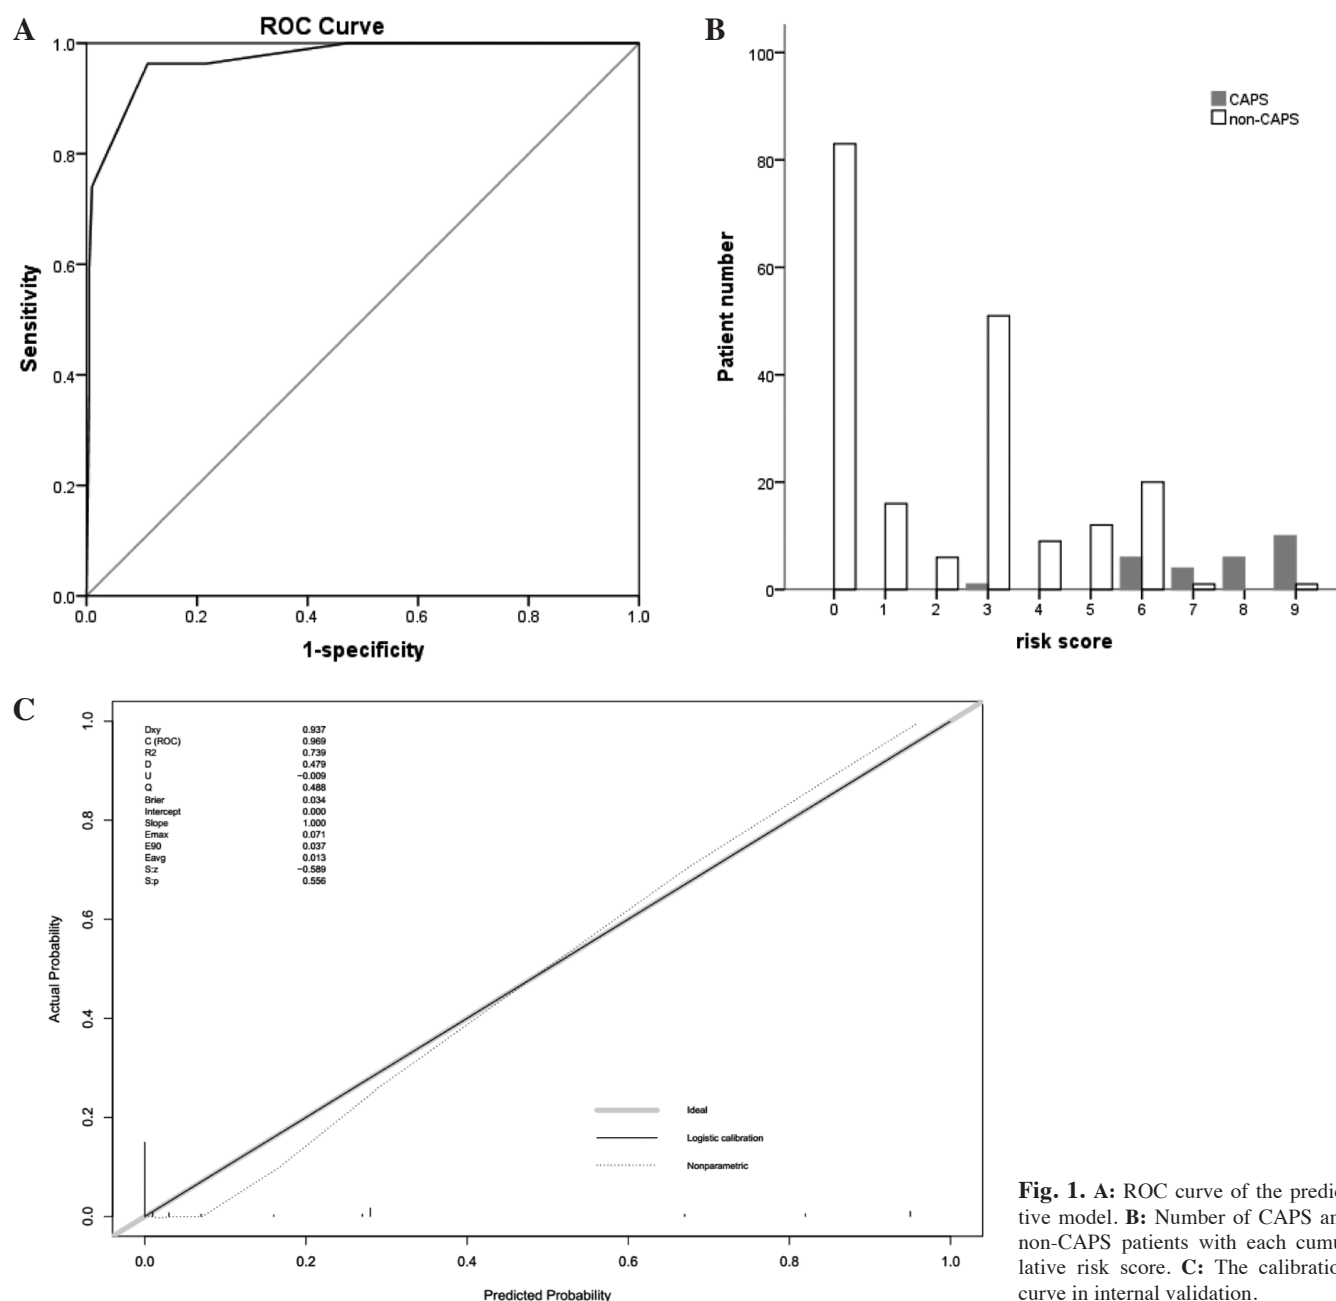 A
ROC Curve
1.0
0.8
0.6
0.4
0.2
0.0
Sensitivity
0.0 0.2 0.4 0.6 0.8 1.0
1-specificity
B
100
80
60
40
20
0
Patient number
CAPS
non-CAPS
0 1 2 3 4 5 6 7 8 9
risk score
C
1.0
0.8
0.6
0.4
0.2
0.0
Actual Probability
Dxy 0.937
C (ROC) 0.969
R2 0.739
D 0.479
U −0.009
Q 0.488
Brier 0.034
Intercept 0.000
Slope 1.000
Emax 0.071
E90 0.037
Eavg 0.013
S:z −0.589
S:p 0.556
Ideal
Logistic calibration
Nonparametric
0.0 0.2 0.4 0.6 0.8 1.0
Predicted Probability
Fig. 1. A: ROC curve of the predic
tive model. B: Number of CAPS an
non-CAPS patients with each cumu
lative risk score. C: The calibration
curve in internal validation.